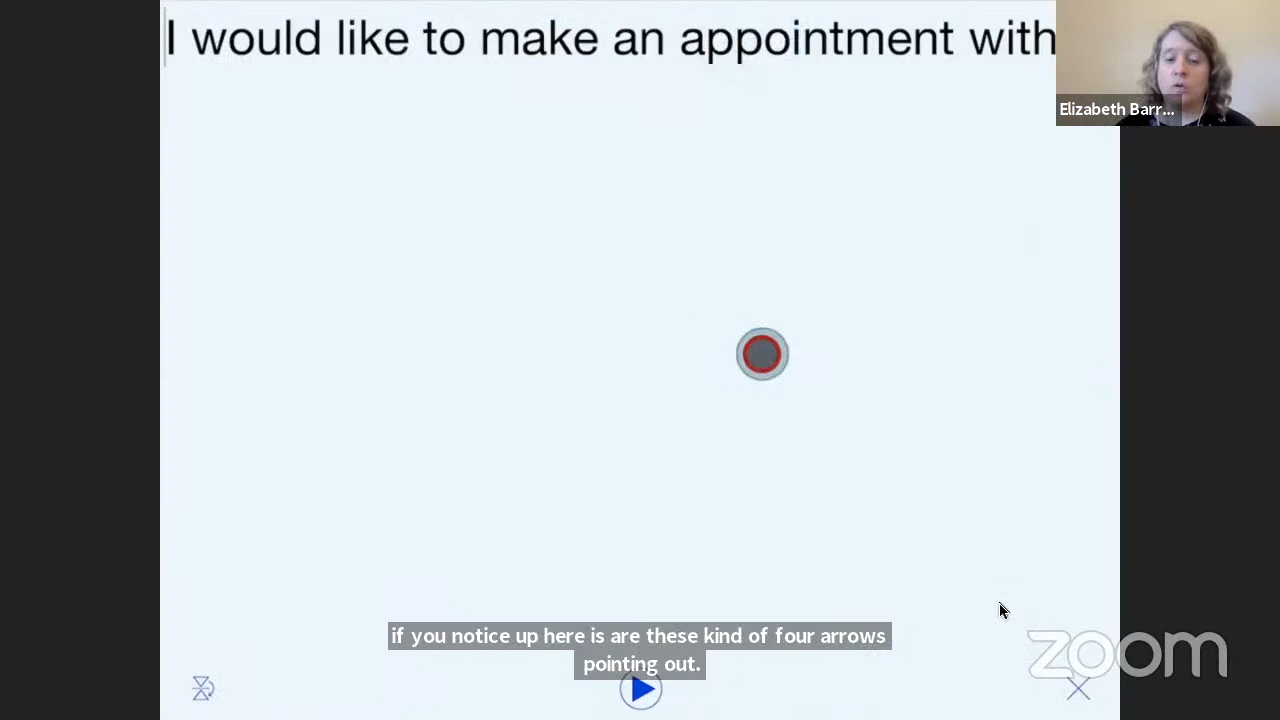 I would like to make an appointment with
Elizabeth Barr...
if you notice up here is are these kind of four arrows
pointing out.
zoom